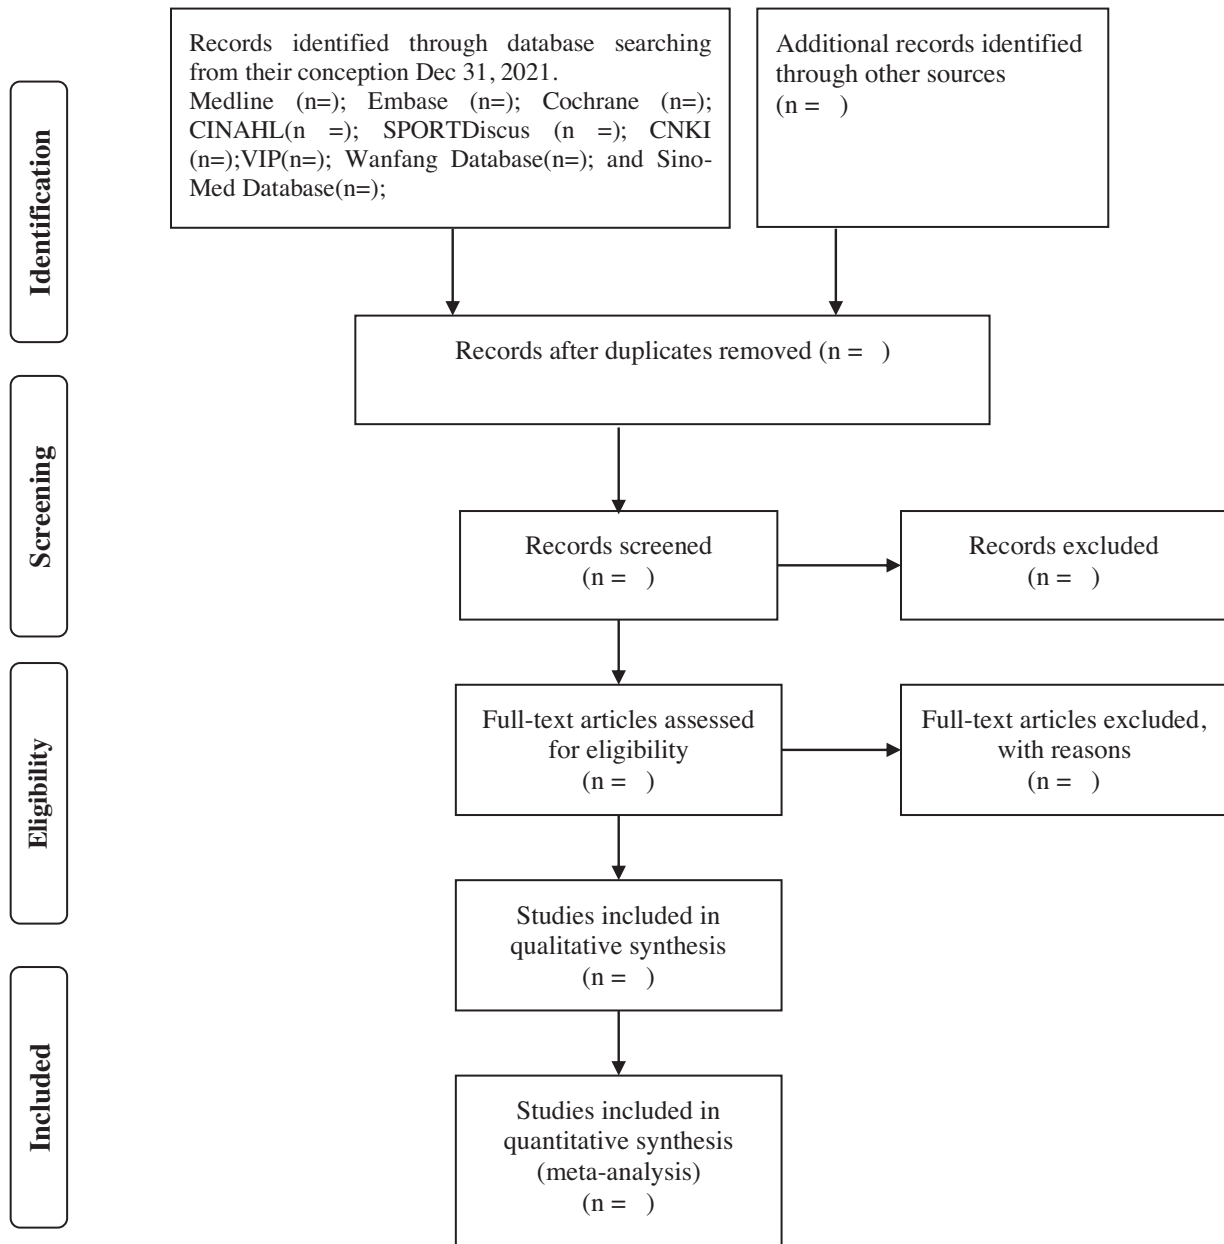 Records identified through database searching
from their conception Dec 31, 2021.
Medline (n=); Embase (n=); Cochrane (n=);
CINAHL(n =); SPORTDiscus (n =); CNKI
(n=);VIP(n=); Wanfang Database(n=); and Sino-
Med Database(n=);
Additional records identified
through other sources
(n = )
Identification
Records after duplicates removed (n = )
Screening
Records screened
(n = )
Records excluded
(n = )
Eligibility
Full-text articles assessed
for eligibility
(n = )
Full-text articles excluded,
with reasons
(n = )
Studies included in
qualitative synthesis
(n = )
Included
Studies included in
quantitative synthesis
(meta-analysis)
(n = )